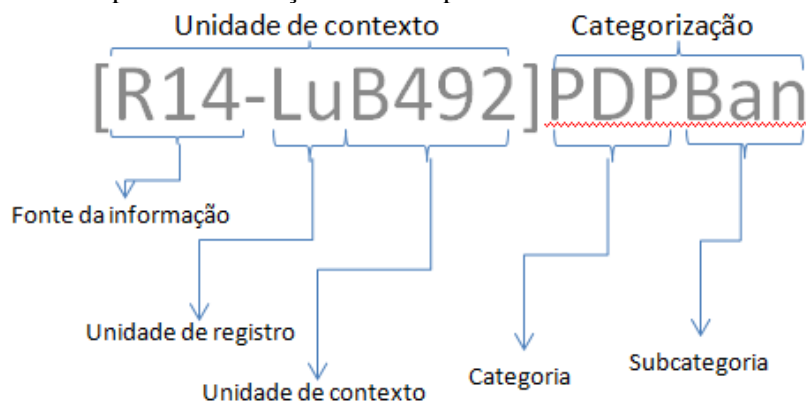 Unidade de contexto Categorização
[R14-LuB492]PDPBan
Fonte da informação
Unidade de registro
Unidade de contexto
Categoria
Subcategoria